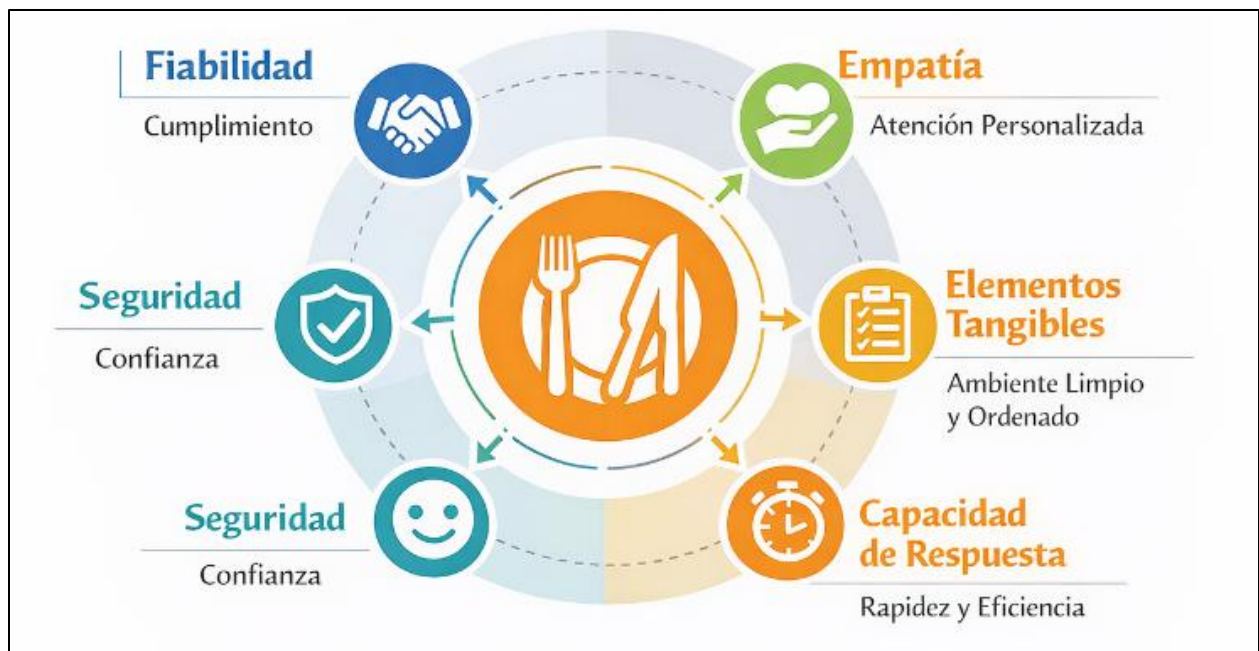 Fiabilidad
Cumplimiento
Empatía
Atención Personalizada
Seguridad
Confianza
Elementos
Tangibles
Ambiente Limpio
y Ordenado
Seguridad
Confianza
Capacidad
de Respuesta
Rapidez y Eficiencia